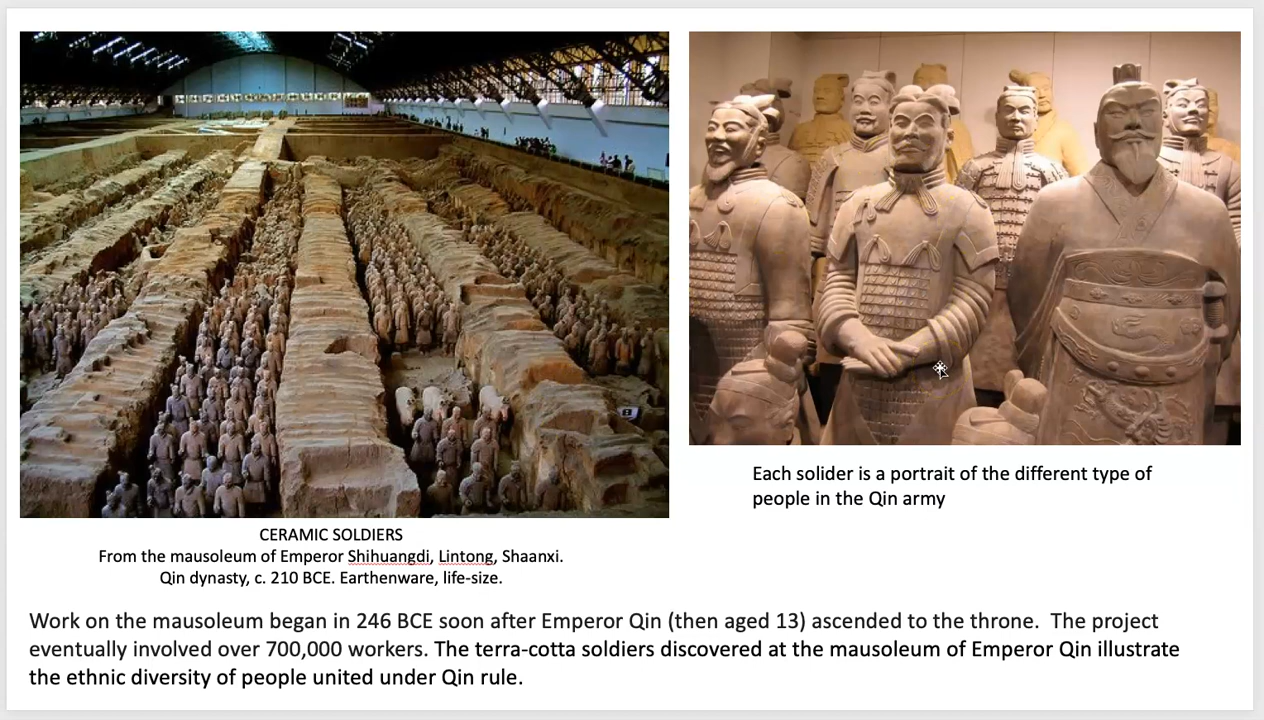 Each solider is a portrait of the different type of
people in the Qin army
CERAMIC SOLDIERS
From the mausoleum of Emperor Shihuangdi, Lintong, Shaanxi.
Qin dynasty, c. 210 BCE. Earthenware, life-size.
Work on the mausoleum began in 246 BCE soon after Emperor Qin (then aged 13) ascended to the throne.  The project
eventually involved over 700,000 workers. The terra-cotta soldiers discovered at the mausoleum of Emperor Qin illustrate
the ethnic diversity of people united under Qin rule.